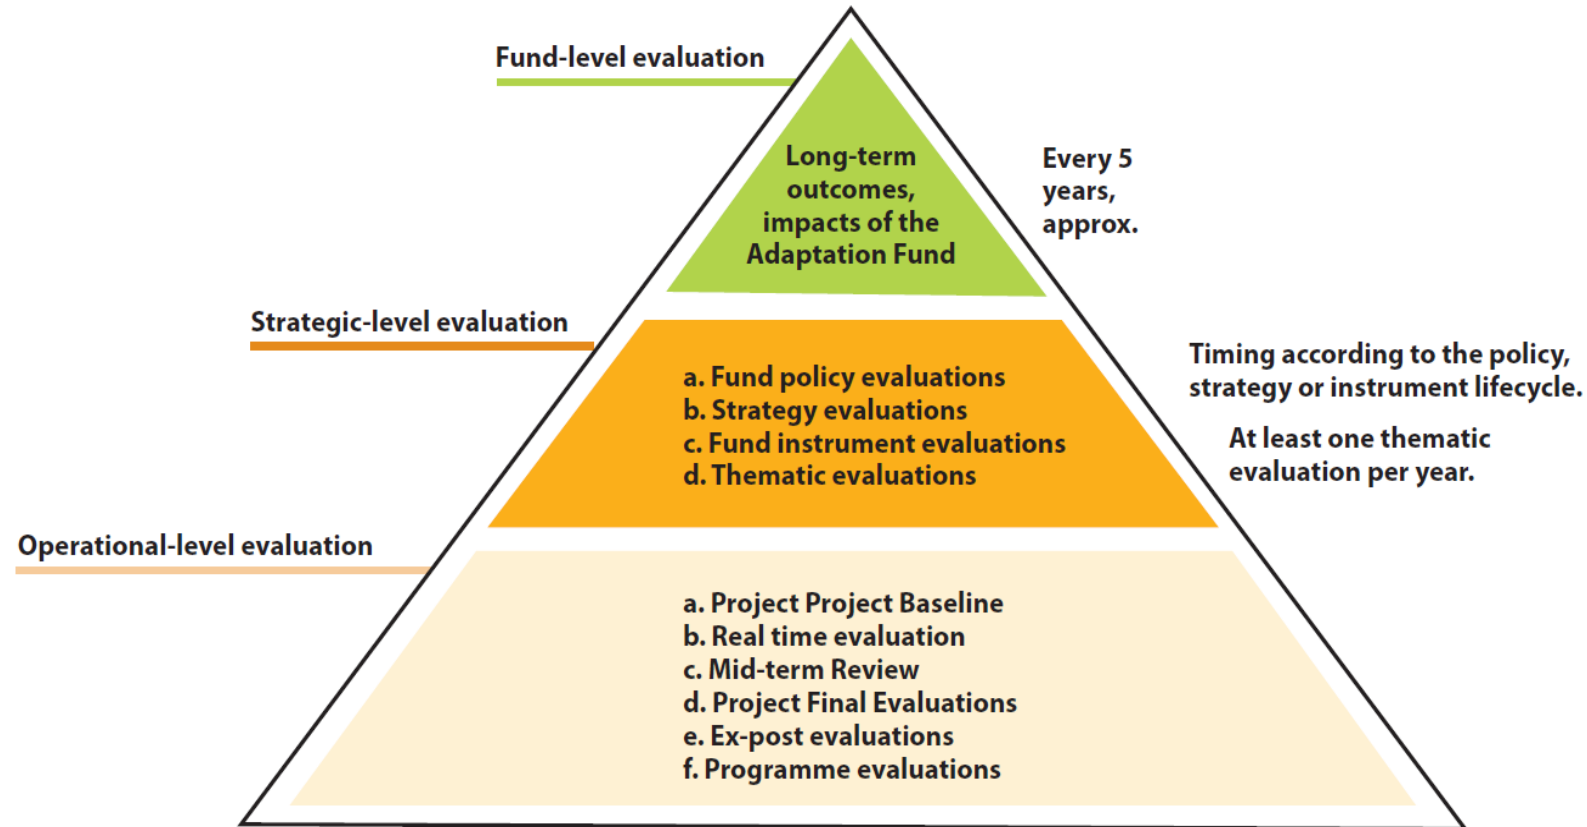 Fund-level evaluation
Long-term
outcomes,
impacts of the
Adaptation Fund
Every 5
years,
approx.
Strategic-level evaluation
a. Fund policy evaluations
b. Strategy evaluations
c. Fund instrument evaluations
d. Thematic evaluations
Timing according to the policy,
strategy or instrument lifecycle.
At least one thematic
evaluation per year.
Operational-level evaluation
a. Project Project Baseline
b. Real time evaluation
c. Mid-term Review
d. Project Final Evaluations
e. Ex-post evaluations
f. Programme evaluations